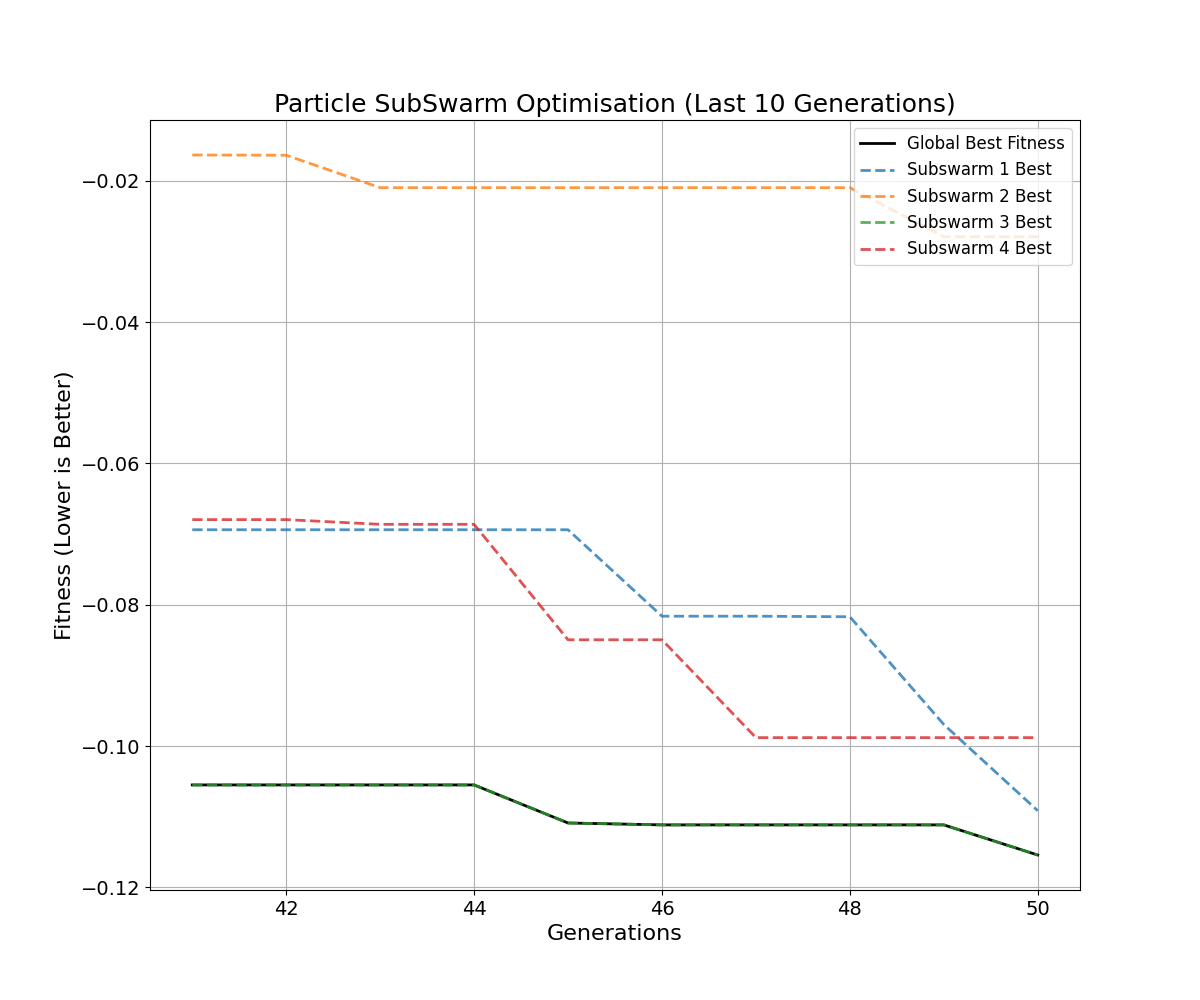 Particle SubSwarm Optimisation (Last 10 Generations)
Global Best Fitness
Subswarm 1 Best
Subswarm 2 Best
Subswarm 3 Best
Subswarm 4 Best
Fitness (Lower is Better)
−0.02
−0.04
−0.06
−0.08
−0.10
−0.12
42 44 46 48 50
Generations